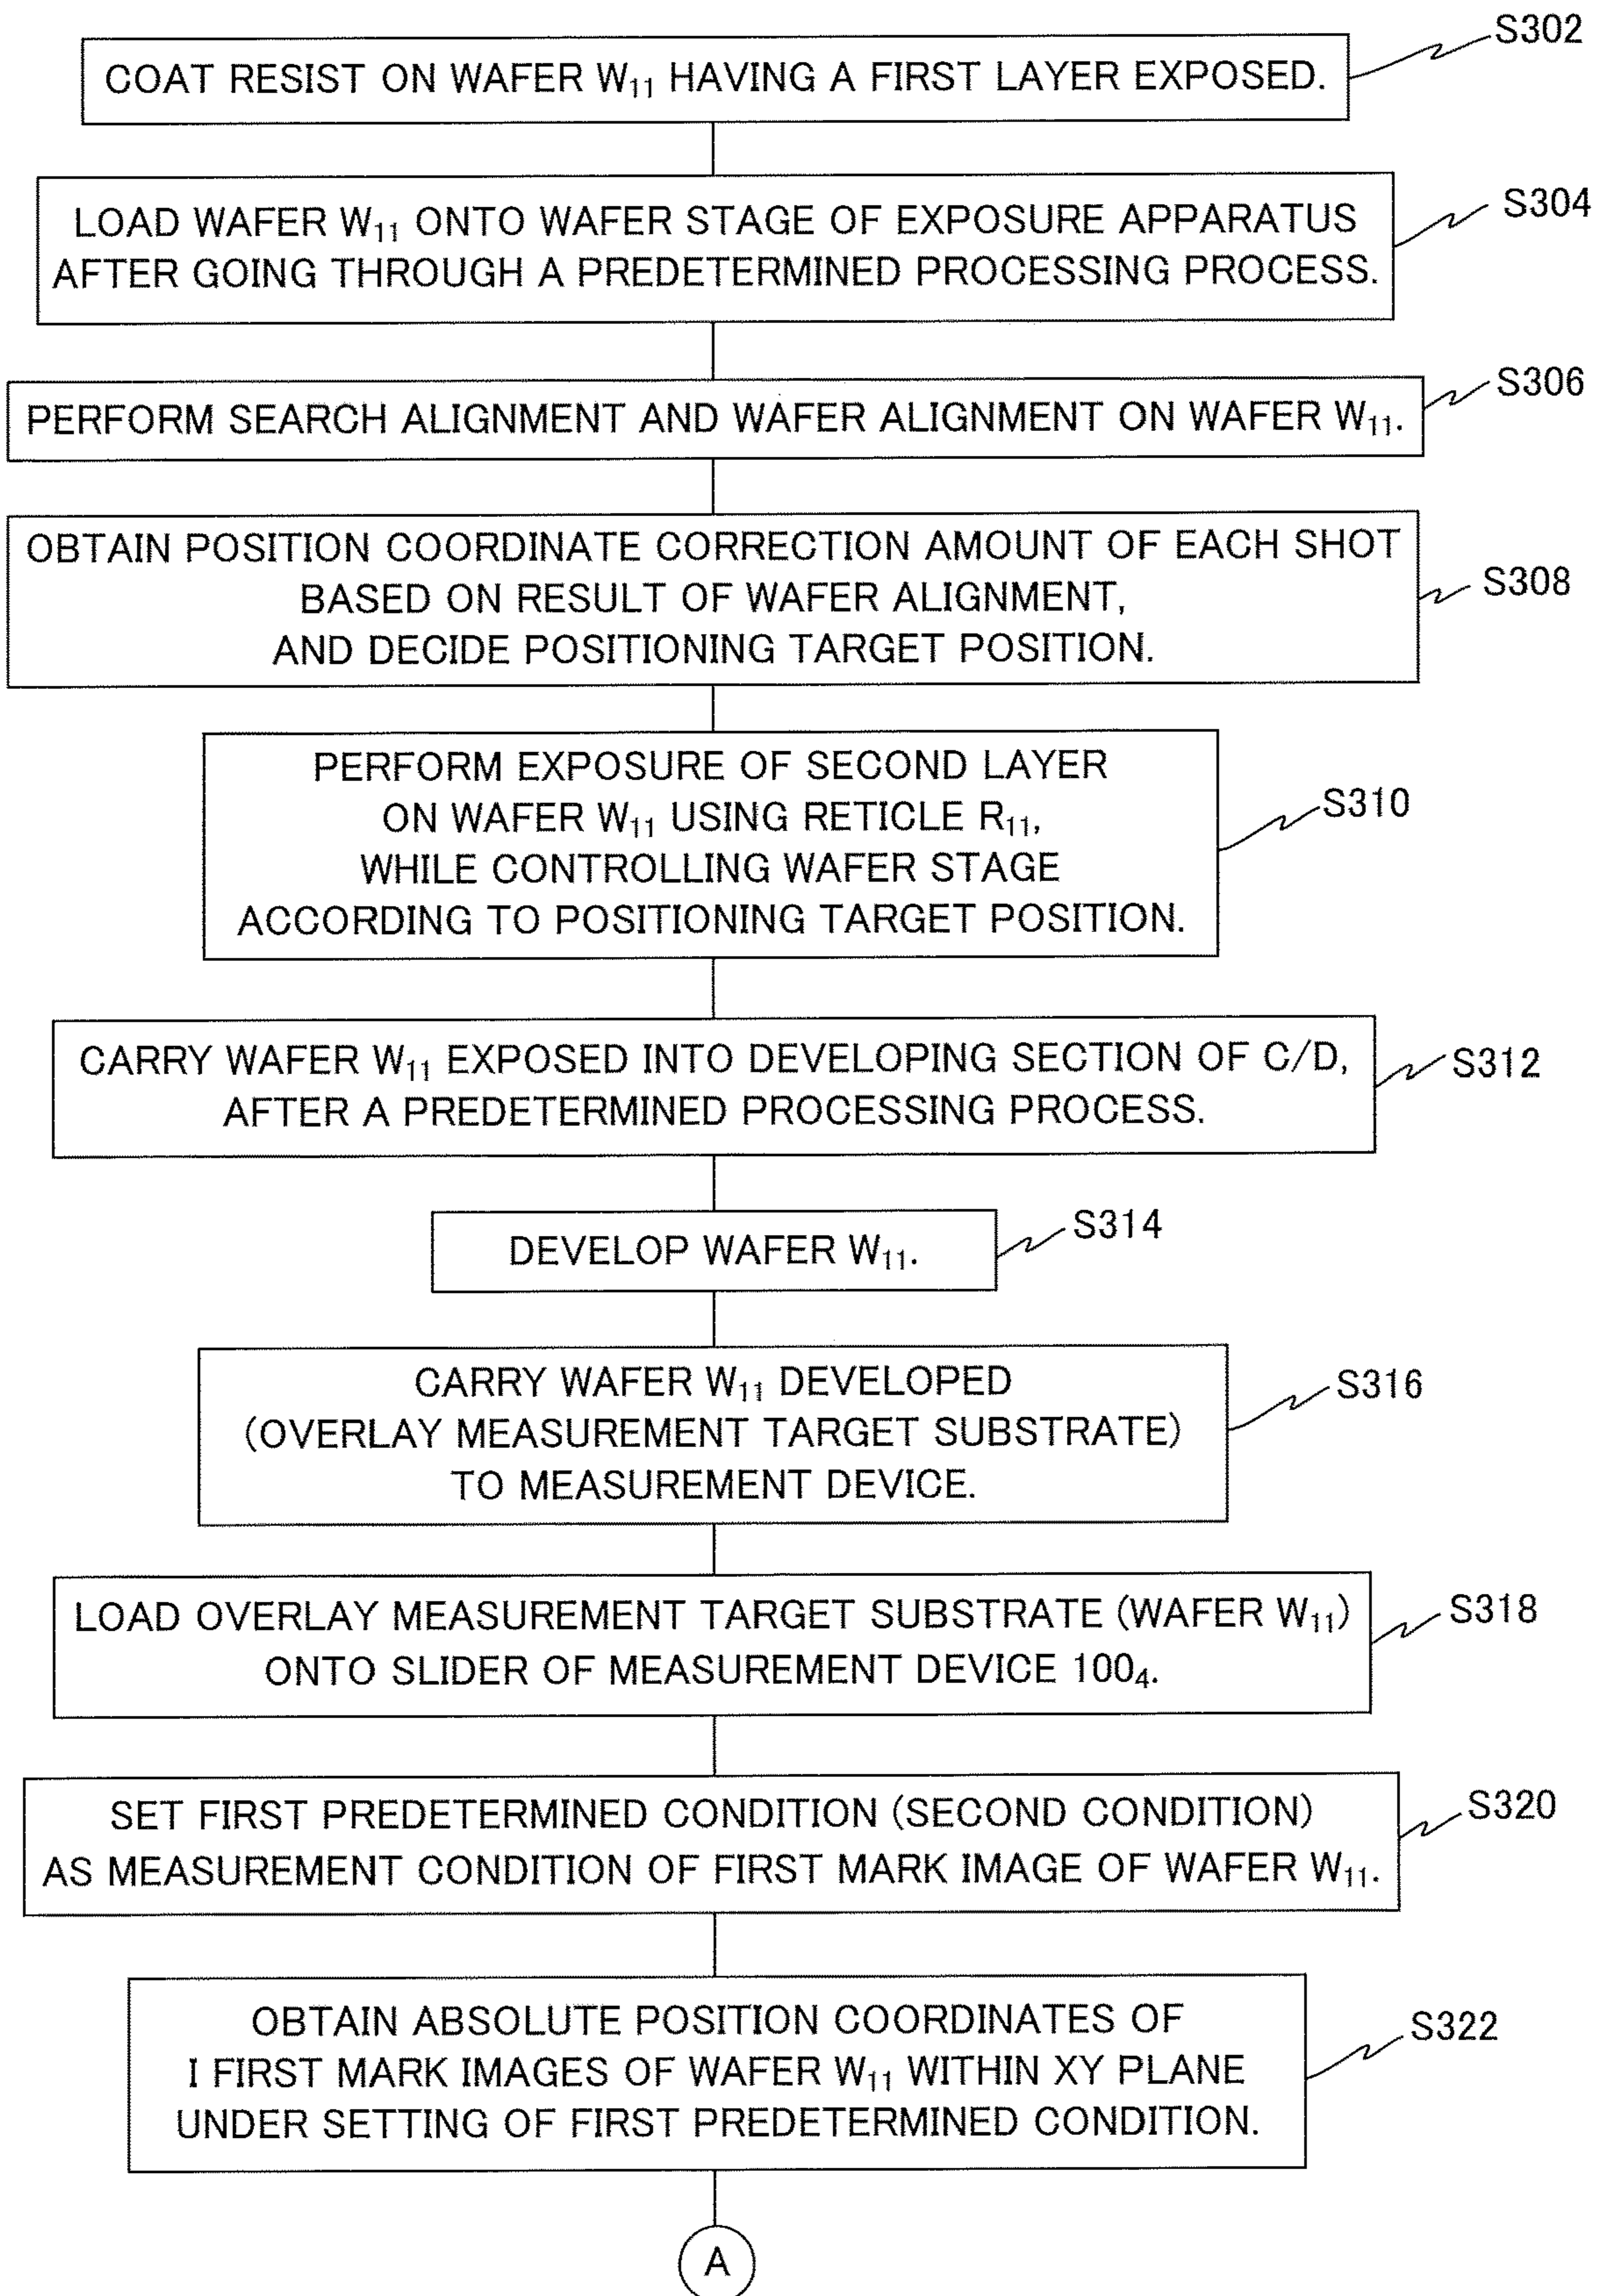 S302
COAT RESIST ON WAFER W₁₁ HAVING A FIRST LAYER EXPOSED.
S304
LOAD WAFER W₁₁ ONTO WAFER STAGE OF EXPOSURE APPARATUS
AFTER GOING THROUGH A PREDETERMINED PROCESSING PROCESS.
S306
PERFORM SEARCH ALIGNMENT AND WAFER ALIGNMENT ON WAFER W₁₁.
OBTAIN POSITION COORDINATE CORRECTION AMOUNT OF EACH SHOT
BASED ON RESULT OF WAFER ALIGNMENT,
AND DECIDE POSITIONING TARGET POSITION.
S308
PERFORM EXPOSURE OF SECOND LAYER
ON WAFER W₁₁ USING RETICLE R₁₁,
WHILE CONTROLLING WAFER STAGE
ACCORDING TO POSITIONING TARGET POSITION.
S310
CARRY WAFER W₁₁ EXPOSED INTO DEVELOPING SECTION OF C/D,
AFTER A PREDETERMINED PROCESSING PROCESS.
S312
DEVELOP WAFER W₁₁.
S314
CARRY WAFER W₁₁ DEVELOPED
(OVERLAY MEASUREMENT TARGET SUBSTRATE)
TO MEASUREMENT DEVICE.
S316
LOAD OVERLAY MEASUREMENT TARGET SUBSTRATE (WAFER W₁₁)
ONTO SLIDER OF MEASUREMENT DEVICE 100₄.
S318
SET FIRST PREDETERMINED CONDITION (SECOND CONDITION)
AS MEASUREMENT CONDITION OF FIRST MARK IMAGE OF WAFER W₁₁.
S320
OBTAIN ABSOLUTE POSITION COORDINATES OF
I FIRST MARK IMAGES OF WAFER W₁₁ WITHIN XY PLANE
UNDER SETTING OF FIRST PREDETERMINED CONDITION.
S322
A